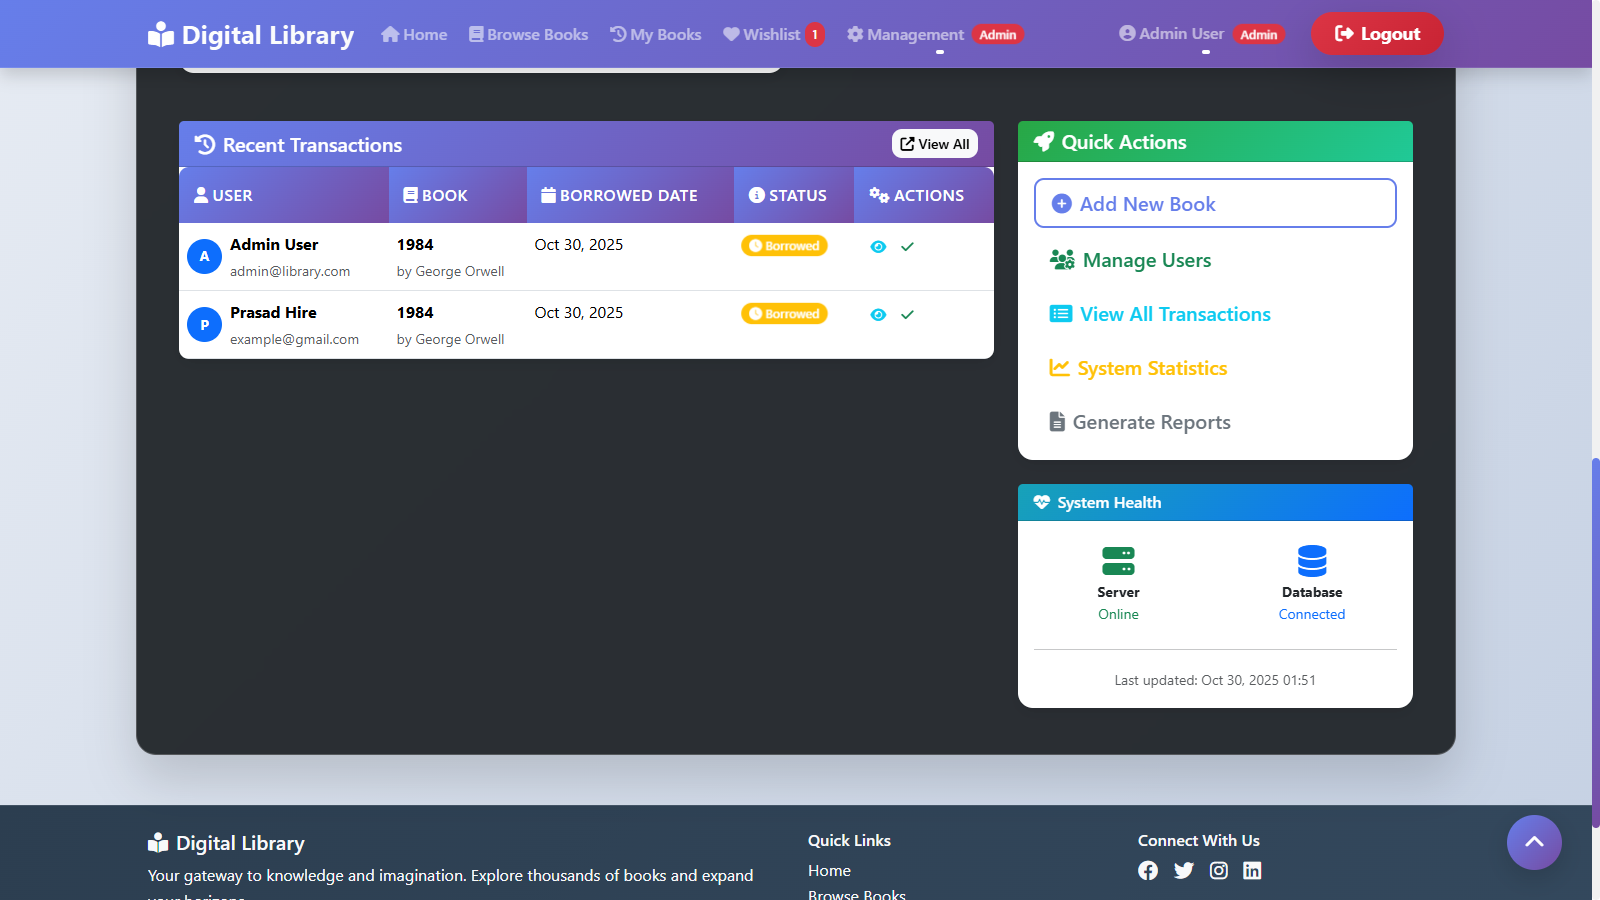 Digital Library
Home
Browse Books
My Books
Wishlist 1
Management Admin
Admin User Admin
Logout
Recent Transactions
View All
USER BOOK BORROWED DATE STATUS ACTIONS
A
Admin User 1984 Oct 30, 2025 Borrowed
admin@library.com by George Orwell
P
Prasad Hire 1984 Oct 30, 2025 Borrowed
example@gmail.com by George Orwell
Quick Actions
Add New Book
Manage Users
View All Transactions
System Statistics
Generate Reports
System Health
Server Database
Online Connected
Last updated: Oct 30, 2025 01:51
Digital Library
Your gateway to knowledge and imagination. Explore thousands of books and expand
Quick Links
Home
Browse Books
Connect With Us